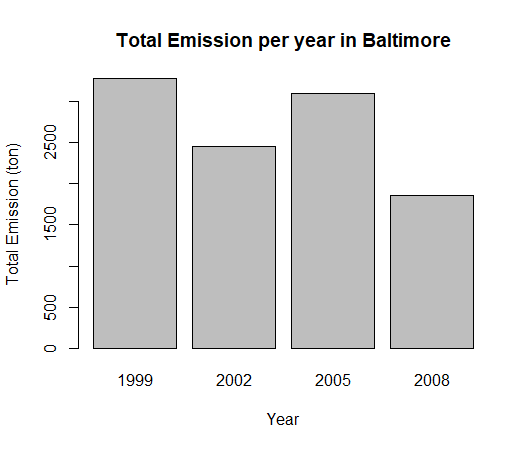 Total Emission per year in Baltimore
Total Emission (ton)
2500
1500
500
0
1999 2002 2005 2008
Year